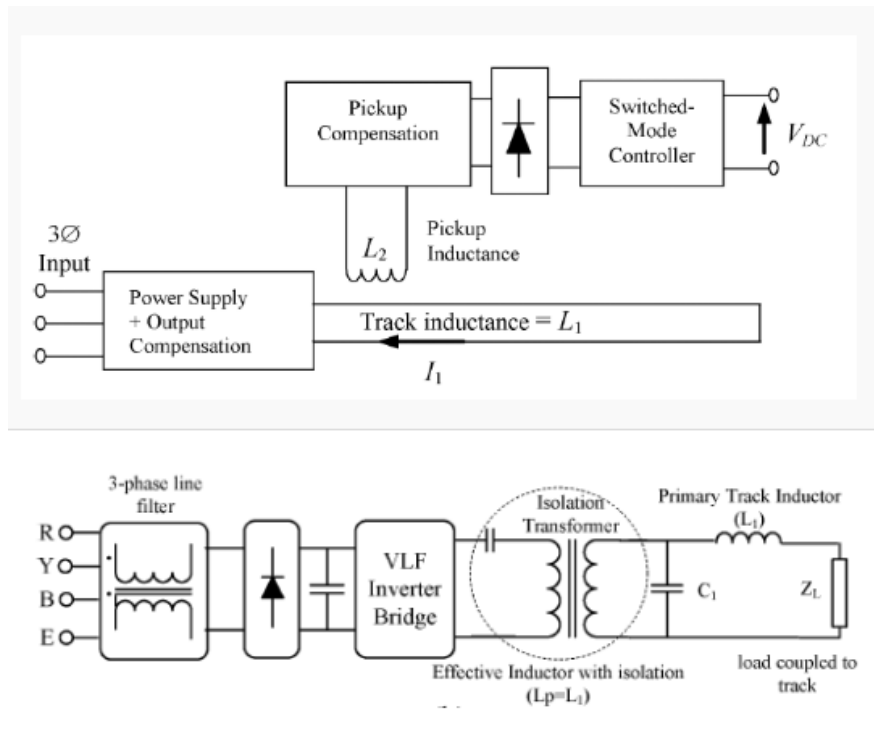 Pickup
Compensation
Switched-
Mode
Controller
V_DC
3Ø
Input
L₂
Pickup
Inductance
Power Supply
+ Output
Compensation
Track inductance = L₁
I₁
3-phase line
filter
R
Y
B
E
VLF
Inverter
Bridge
Isolation
Transformer
Primary Track Inductor
(L₁)
C₁
Z_L
Effective Inductor with isolation
(Lp=L₁)
load coupled to
track